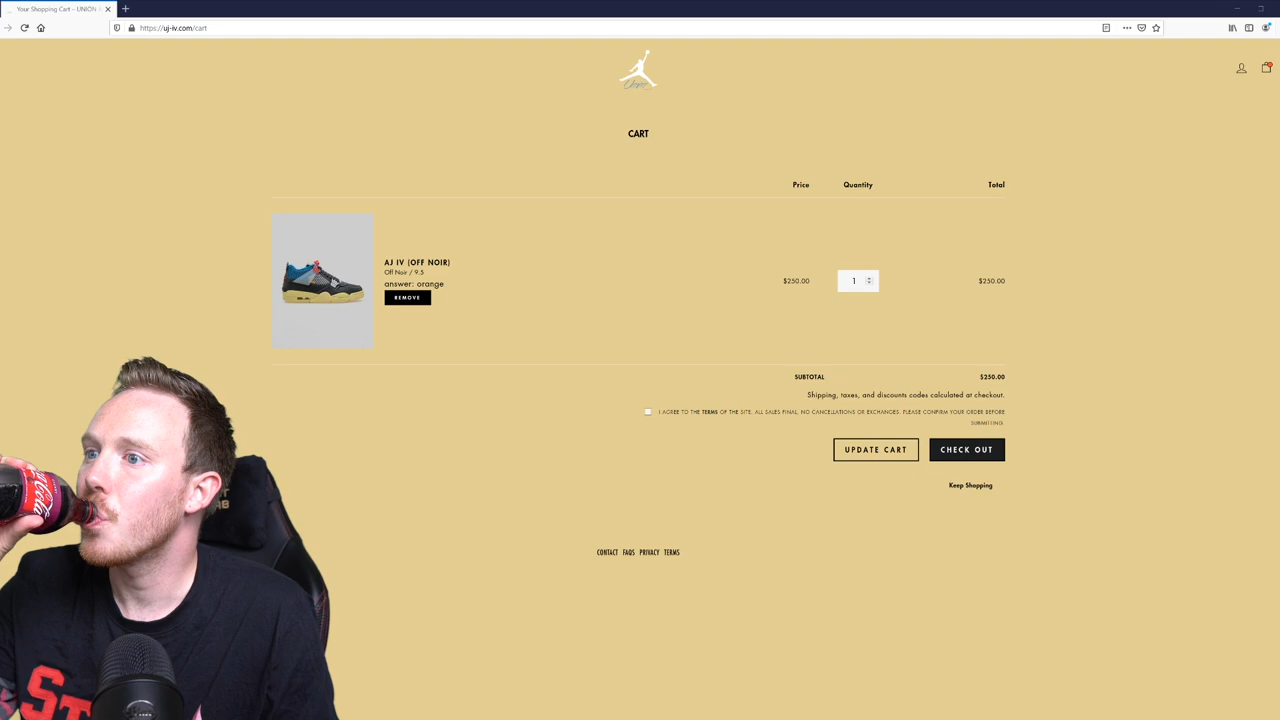 Your Shopping Cart - UNION
https://uj-iv.com/cart
CART
Price Quantity Total
AJ IV (OFF NOIR)
Off Noir / 9.5
answer: orange
REMOVE
$250.00 1 $250.00
SUBTOTAL $250.00
Shipping, taxes, and discounts codes calculated at checkout.
I AGREE TO THE TERMS OF THE SITE. ALL SALES FINAL, NO CANCELLATIONS OR EXCHANGES. PLEASE CONFIRM YOUR ORDER BEFORE
SUBMITTING.
UPDATE CART CHECK OUT
Keep Shopping
CONTACT FAQS PRIVACY TERMS